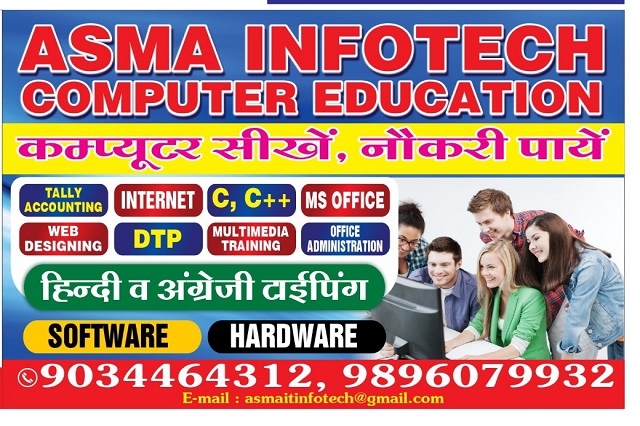 ASMA INFOTECH
COMPUTER EDUCATION
कम्प्यूटर सीखें, नौकरी पायें
TALLY ACCOUNTING
INTERNET
C, C++
MS OFFICE
WEB DESIGNING
DTP
MULTIMEDIA TRAINING
OFFICE ADMINISTRATION
हिन्दी व अंग्रेजी टाईपिंग
SOFTWARE HARDWARE
9034464312, 9896079932
E-mail : asmaitinfotech@gmail.com